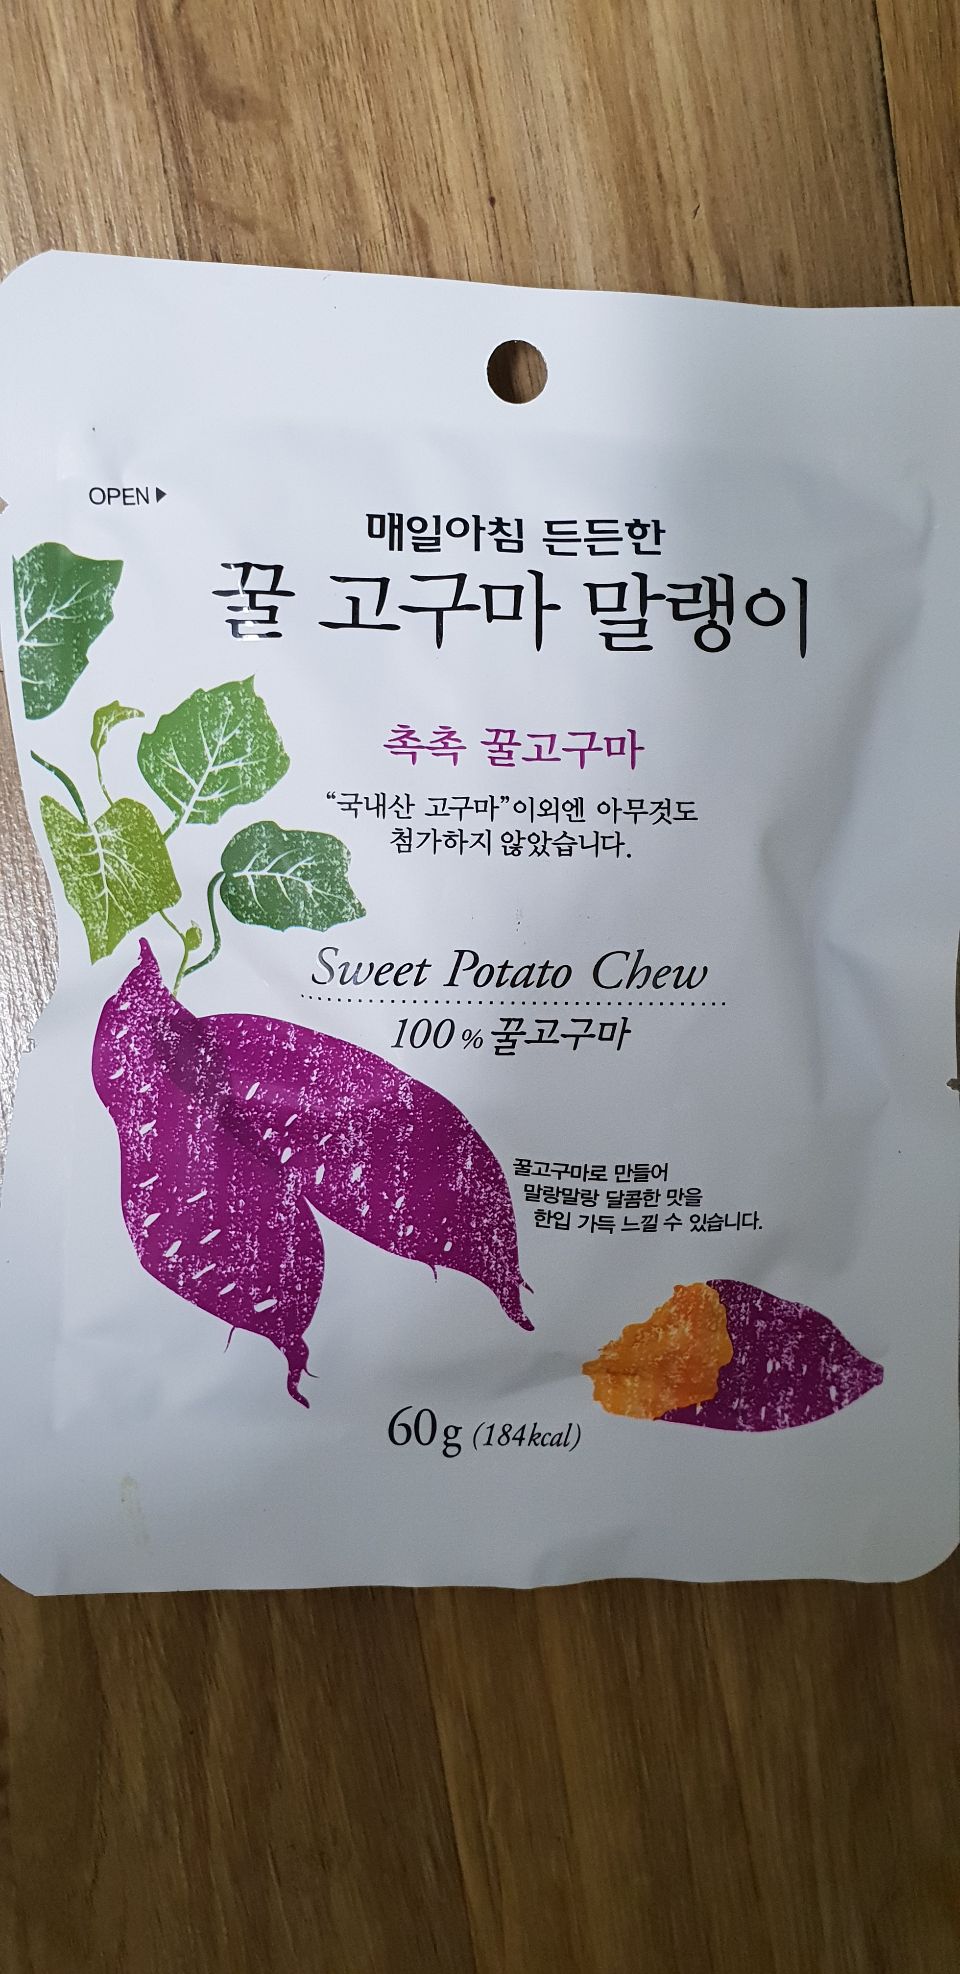 OPEN▶
매일아침 든든한
꿀 고구마 말랭이
촉촉 꿀고구마
“국내산 고구마”이외엔 아무것도
첨가하지 않았습니다.
Sweet Potato Chew
100% 꿀고구마
꿀고구마로 만들어
말랑말랑 달콤한 맛을
한입 가득 느낄 수 있습니다.
60g (184kcal)